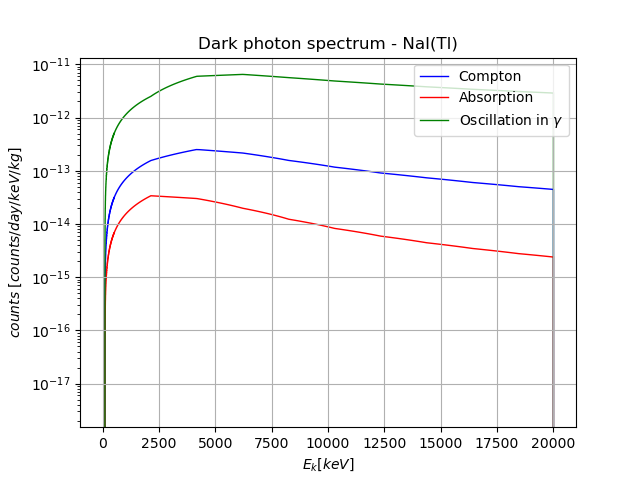 Dark photon spectrum - NaI(Tl)
Compton
Absorption
Oscillation in γ
counts [counts/day/keV/kg]
10⁻¹¹
10⁻¹²
10⁻¹³
10⁻¹⁴
10⁻¹⁵
10⁻¹⁶
10⁻¹⁷
0 2500 5000 7500 10000 12500 15000 17500 20000
E_k[keV]